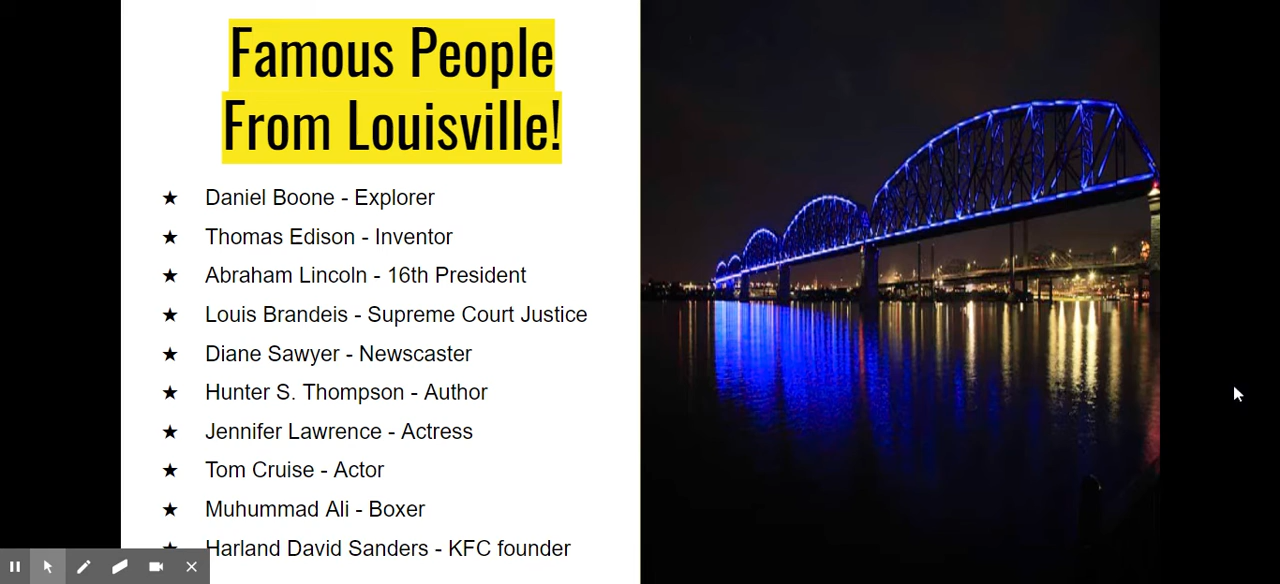 Famous People
From Louisville!
★ Daniel Boone - Explorer
★ Thomas Edison - Inventor
★ Abraham Lincoln - 16th President
★ Louis Brandeis - Supreme Court Justice
★ Diane Sawyer - Newscaster
★ Hunter S. Thompson - Author
★ Jennifer Lawrence - Actress
★ Tom Cruise - Actor
★ Muhummad Ali - Boxer
★ Harland David Sanders - KFC founder